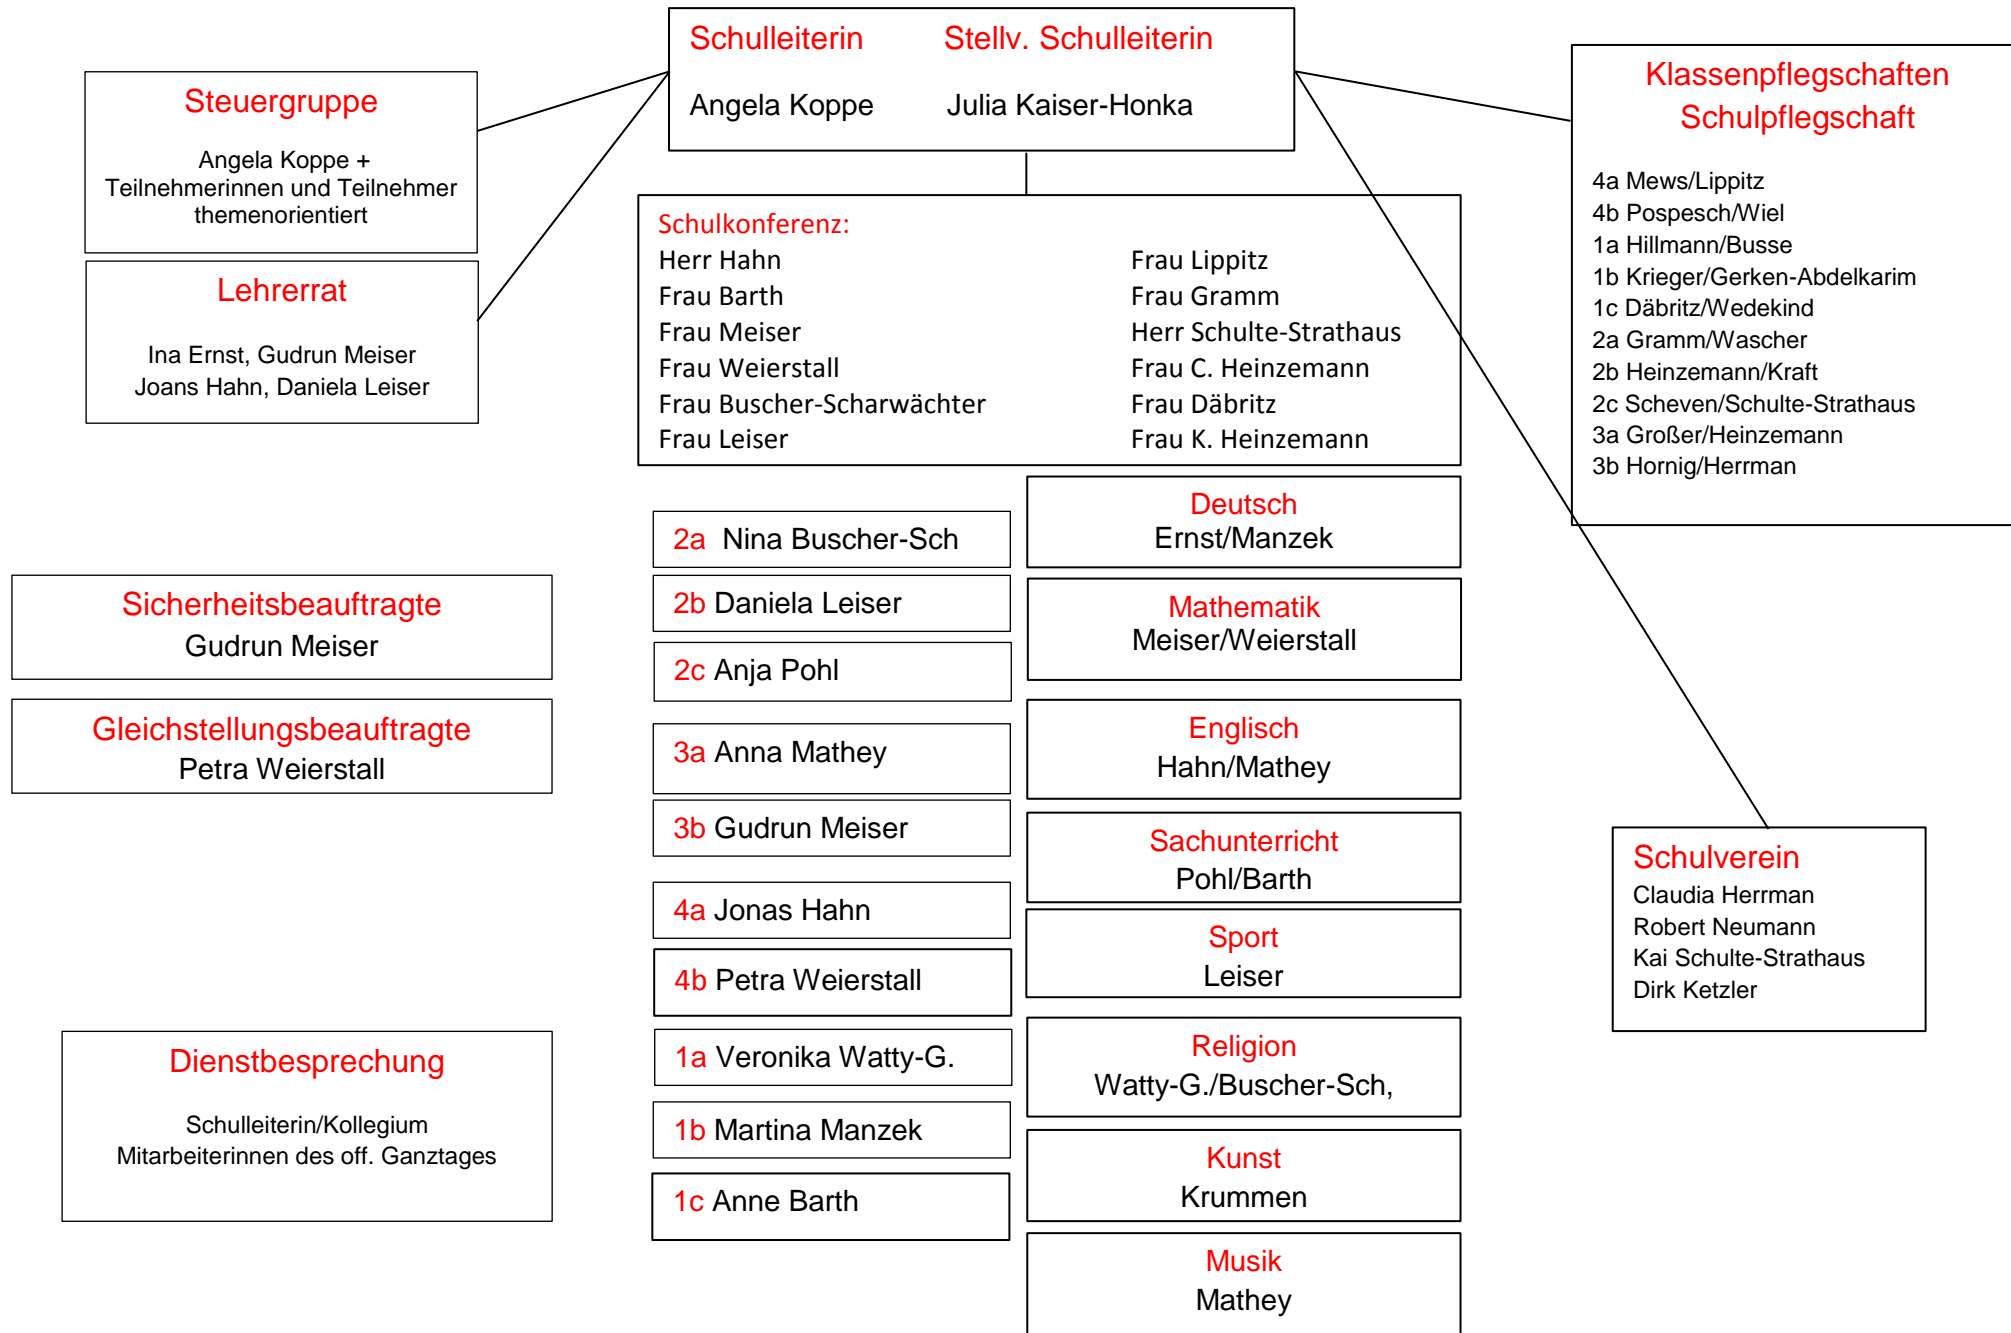 Schulleiterin Stellv. Schulleiterin
Angela Koppe Julia Kaiser-Honka
Steuergruppe
Angela Koppe +
Teilnehmerinnen und Teilnehmer
themenorientiert
Lehrerrat
Ina Ernst, Gudrun Meiser
Joans Hahn, Daniela Leiser
Klassenpflegschaften
Schulpflegschaft
4a Mews/Lippitz
4b Pospesch/Wiel
1a Hillmann/Busse
1b Krieger/Gerken-Abdelkarim
1c Däbritz/Wedekind
2a Gramm/Wascher
2b Heinzemann/Kraft
2c Scheven/Schulte-Strathaus
3a Großer/Heinzemann
3b Hornig/Herrman
Schulkonferenz:
Herr Hahn Frau Lippitz
Frau Barth Frau Gramm
Frau Meiser Herr Schulte-Strathaus
Frau Weierstall Frau C. Heinzemann
Frau Buscher-Scharwächter Frau Däbritz
Frau Leiser Frau K. Heinzemann
Sicherheitsbeauftragte
Gudrun Meiser
Gleichstellungsbeauftragte
Petra Weierstall
Dienstbesprechung
Schulleiterin/Kollegium
Mitarbeiterinnen des off. Ganztages
2a Nina Buscher-Sch
2b Daniela Leiser
2c Anja Pohl
3a Anna Mathey
3b Gudrun Meiser
4a Jonas Hahn
4b Petra Weierstall
1a Veronika Watty-G.
1b Martina Manzek
1c Anne Barth
Deutsch
Ernst/Manzek
Mathematik
Meiser/Weierstall
Englisch
Hahn/Mathey
Sachunterricht
Pohl/Barth
Sport
Leiser
Religion
Watty-G./Buscher-Sch,
Kunst
Krummen
Musik
Mathey
Schulverein
Claudia Herrman
Robert Neumann
Kai Schulte-Strathaus
Dirk Ketzler